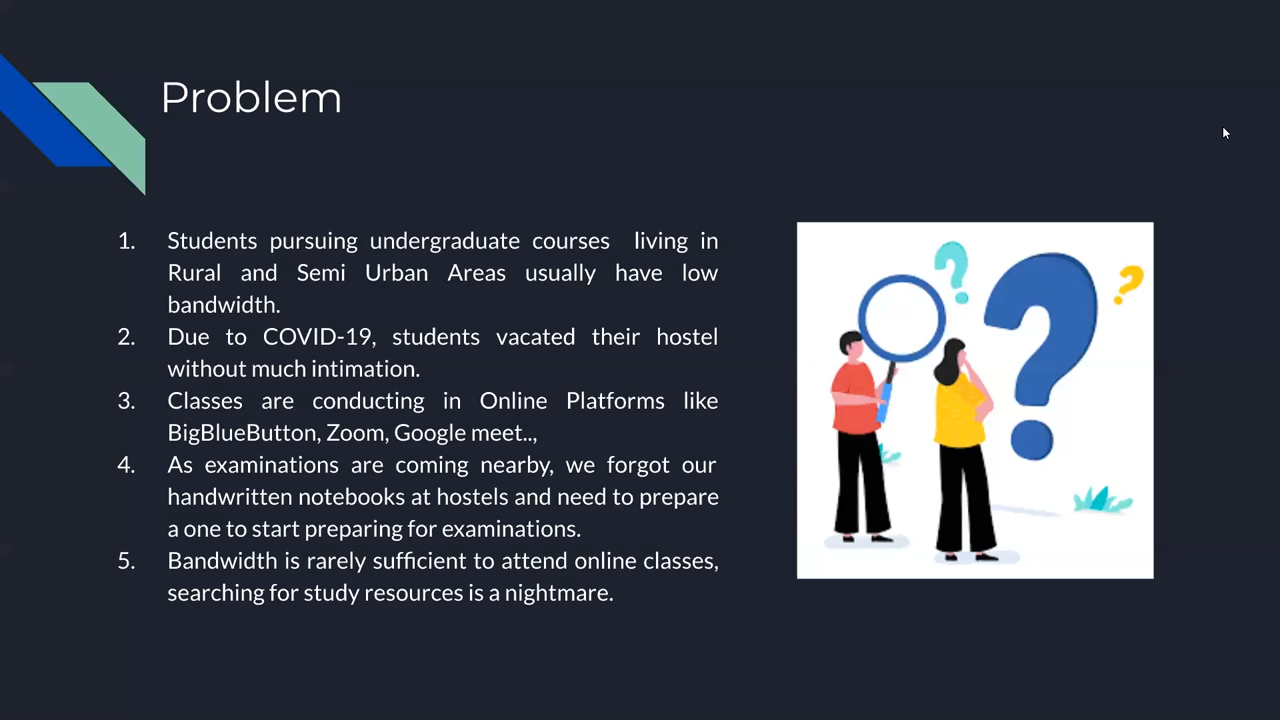 Problem
1. Students pursuing undergraduate courses living in
Rural and Semi Urban Areas usually have low
bandwidth.
2. Due to COVID-19, students vacated their hostel
without much intimation.
3. Classes are conducting in Online Platforms like
BigBlueButton, Zoom, Google meet..,
4. As examinations are coming nearby, we forgot our
handwritten notebooks at hostels and need to prepare
a one to start preparing for examinations.
5. Bandwidth is rarely sufficient to attend online classes,
searching for study resources is a nightmare.
? ? ?